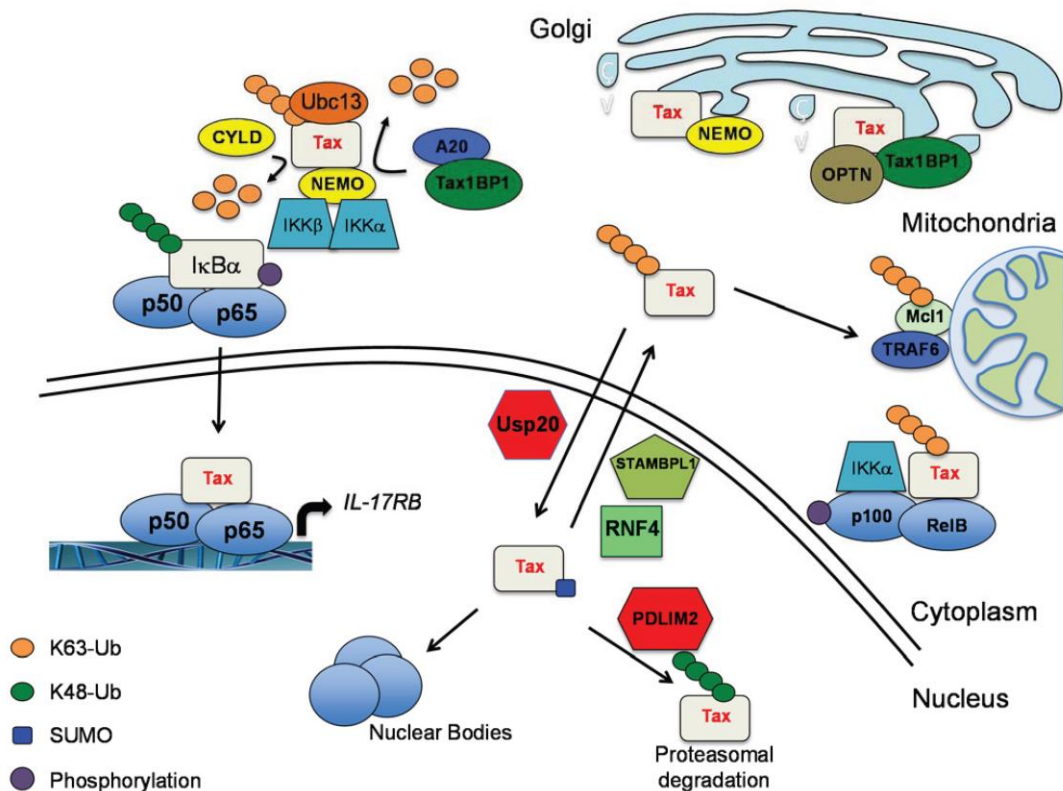 Golgi
Ubc13
Tax
CYLD
A20
Tax1BP1
NEMO
IKKβ
IKKα
IκBα
p50
p65
Tax
NEMO
Tax
OPTN
Tax1BP1
Mitochondria
Tax
Mcl1
TRAF6
Usp20
STAMBPL1
RNF4
IKKα
Tax
p100
RelB
Tax
p50
p65
IL-17RB
Tax
PDLIM2
Tax
Cytoplasm
Nucleus
Nuclear Bodies
Proteasomal
degradation
K63-Ub
K48-Ub
SUMO
Phosphorylation